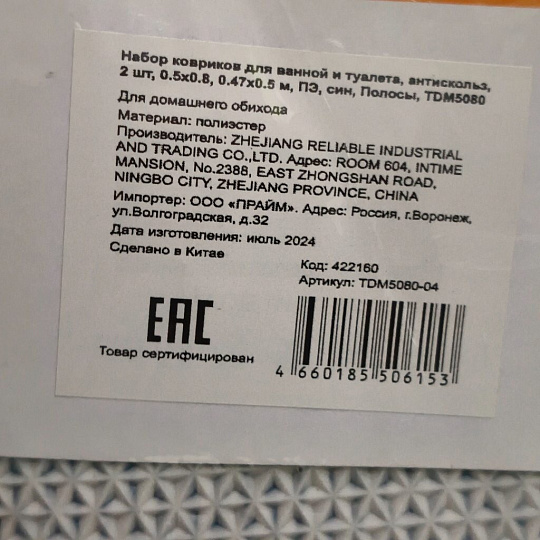 Набор ковриков для ванной и туалета, антискольз,
2 шт, 0.5х0.8, 0.47х0.5 м, ПЭ, син, Полосы, TDM5080
Для домашнего обихода
Материал: полиэстер
Производитель: ZHEJIANG RELIABLE INDUSTRIAL
AND TRADING CO.,LTD. Адрес: ROOM 604, INTIME
MANSION, No.2388, EAST ZHONGSHAN ROAD,
NINGBO CITY, ZHEJIANG PROVINCE, CHINA
Импортер: ООО «ПРАЙМ». Адрес: Россия, г.Воронеж,
ул.Волгоградская, д.32
Дата изготовления: июль 2024
Сделано в Китае
Код: 422160
Артикул: TDM5080-04
EAC
Товар сертифицирован
4 660185 506153